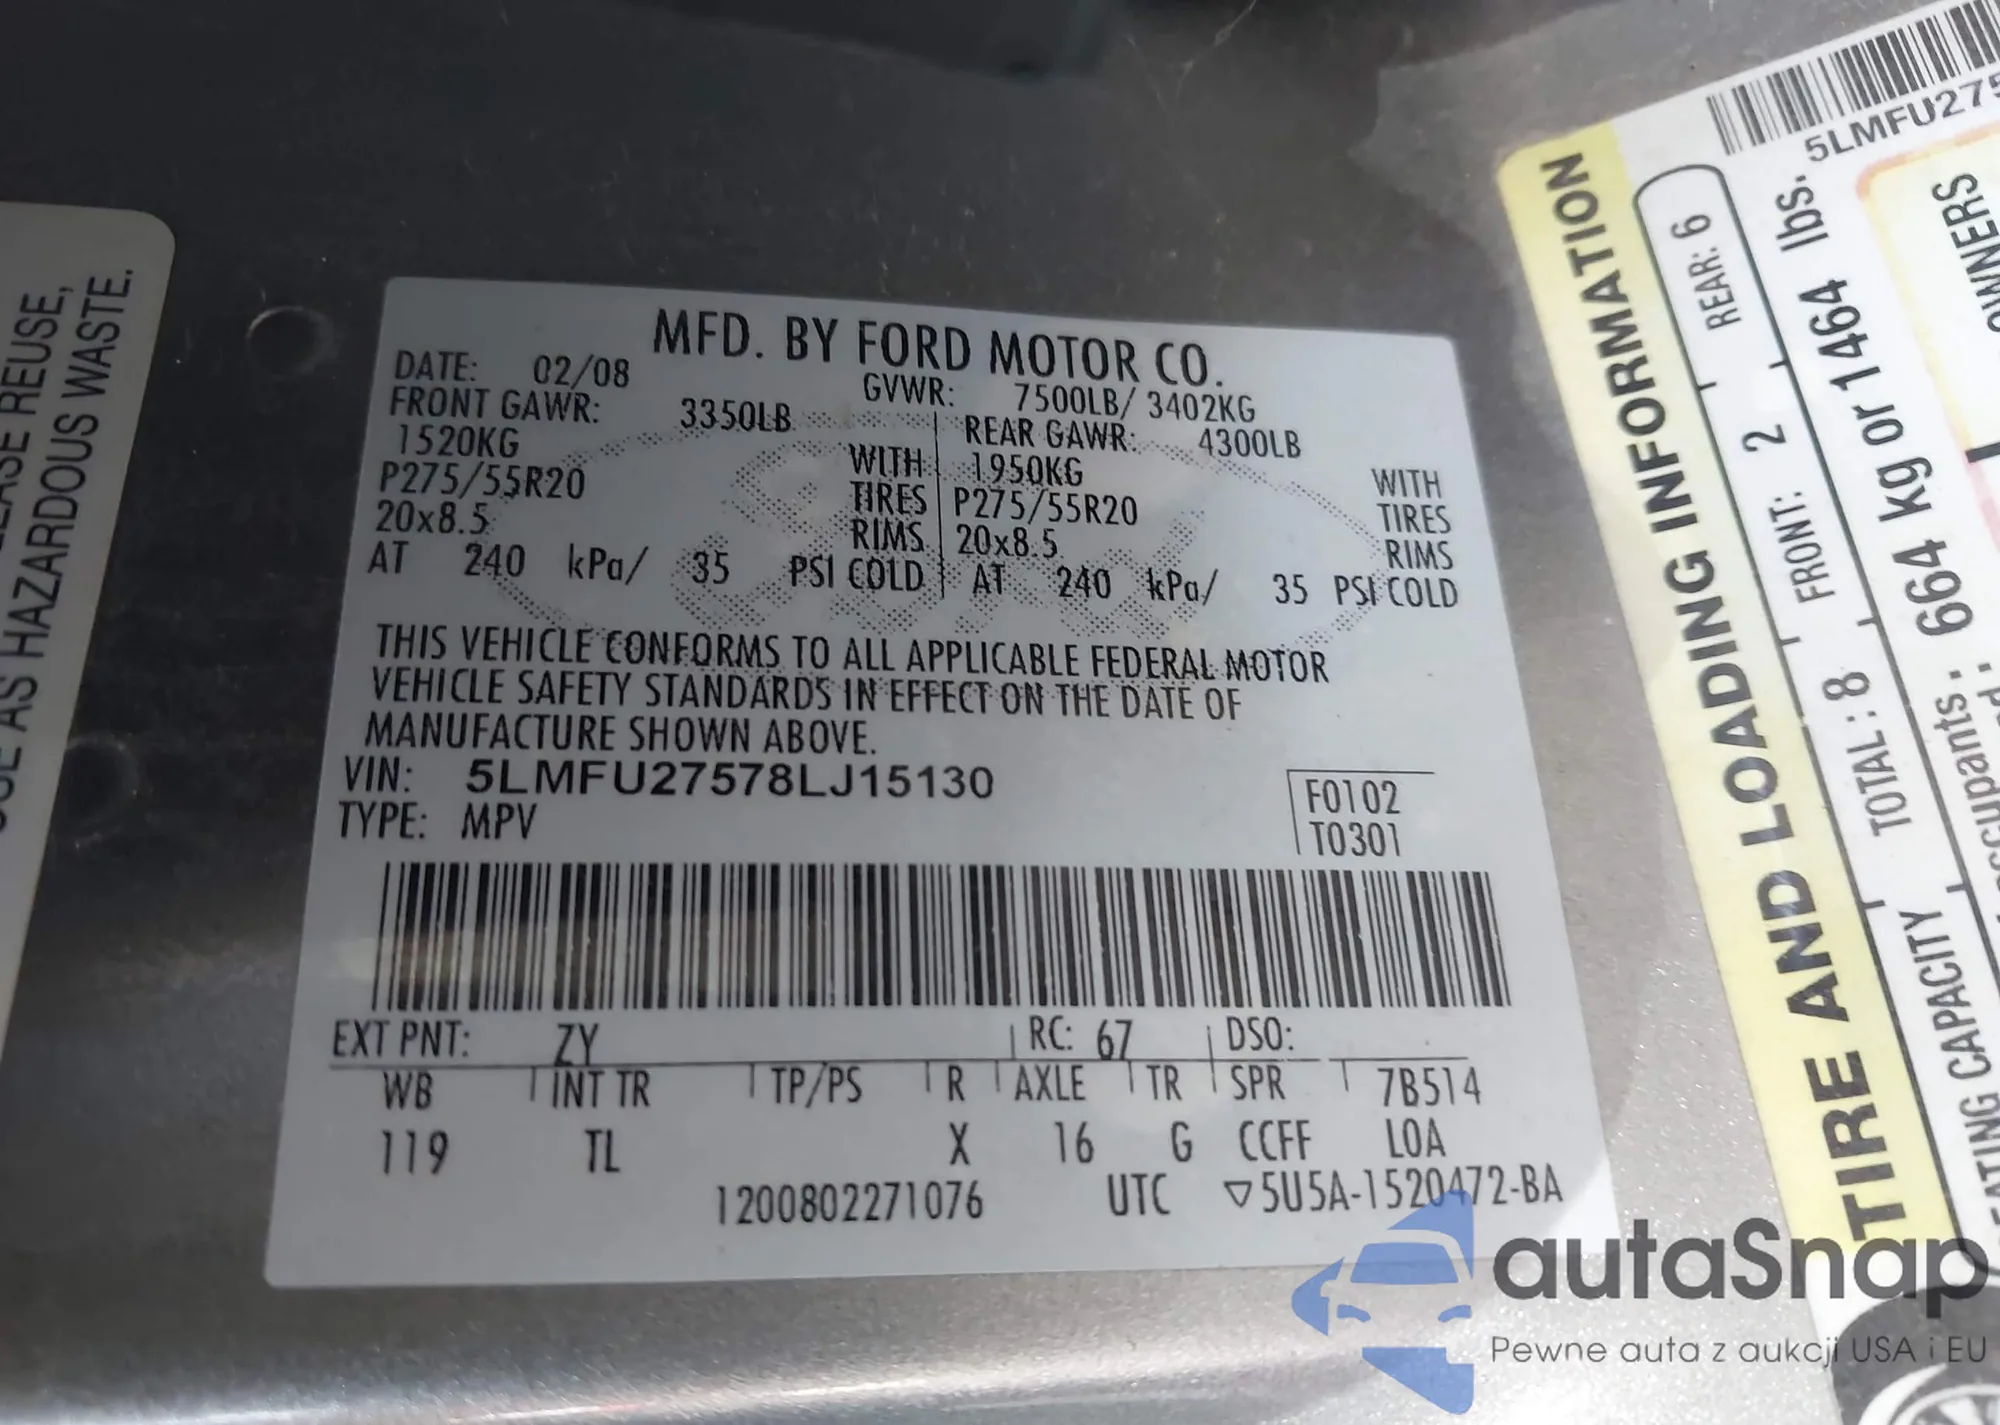 MFD. BY FORD MOTOR CO.
DATE: 02/08
GVWR: 7500LB/ 3402KG
FRONT GAWR: 3350LB
1520KG WITH
P275/55R20 TIRES
20x8.5 RIMS
AT 240 kPa/ 35 PSI COLD
REAR GAWR: 4300LB
1950KG WITH
P275/55R20 TIRES
20x8.5 RIMS
AT 240 kPa/ 35 PSI COLD
THIS VEHICLE CONFORMS TO ALL APPLICABLE FEDERAL MOTOR
VEHICLE SAFETY STANDARDS IN EFFECT ON THE DATE OF
MANUFACTURE SHOWN ABOVE.
VIN: 5LMFU27578LJ15130
TYPE: MPV
F0102
T0301
EXT PNT: ZY RC: 67 DSO:
WB INT TR TP/PS R AXLE TR SPR 7B514
119 TL X 16 G CCFF LOA
1200802271076 UTC ▽5U5A-1520472-BA
REUSE,
AS HAZARDOUS WASTE.
5LMFU275
TIRE AND LOADING INFORMATION
SEATING CAPACITY TOTAL: 8 FRONT: 2 REAR: 6
664 kg or 1464 lbs.
OWNERS
autaSnap
Pewne auta z aukcji USA i EU